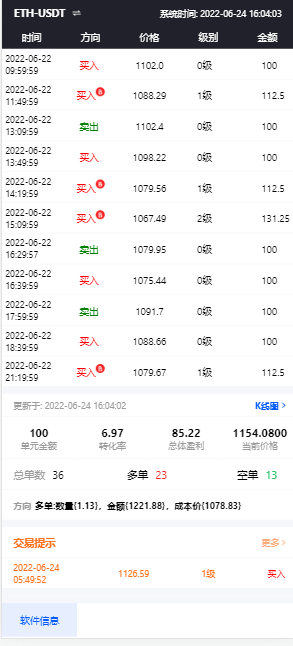 ETH-USDT ⇌ 系统时间: 2022-06-24 16:04:03
时间 方向 价格 级别 金额
2022-06-22 09:59:59 买入 1102.0 0级 100
2022-06-22 11:49:59 买入 B 1088.29 1级 112.5
2022-06-22 13:09:59 卖出 1102.4 0级 100
2022-06-22 13:49:59 买入 1098.22 0级 100
2022-06-22 14:19:59 买入 B 1079.56 1级 112.5
2022-06-22 15:09:59 买入 B 1067.49 2级 131.25
2022-06-22 16:29:57 卖出 1079.95 0级 100
2022-06-22 16:39:59 买入 1075.44 0级 100
2022-06-22 17:59:59 卖出 1091.7 0级 100
2022-06-22 18:39:59 买入 1088.66 0级 100
2022-06-22 21:19:59 买入 B 1079.67 1级 112.5
更新于: 2022-06-24 16:04:02 K线图 >
100 6.97 85.22 1154.0800
单元金额 转化率 总体盈利 当前价格
总单数 36 多单 23 空单 13
方向 多单:数量{1.13}，金额{1221.88}，成本价{1078.83}
交易提示 更多 >
2022-06-24 05:49:52 1126.59 1级 买入
软件信息